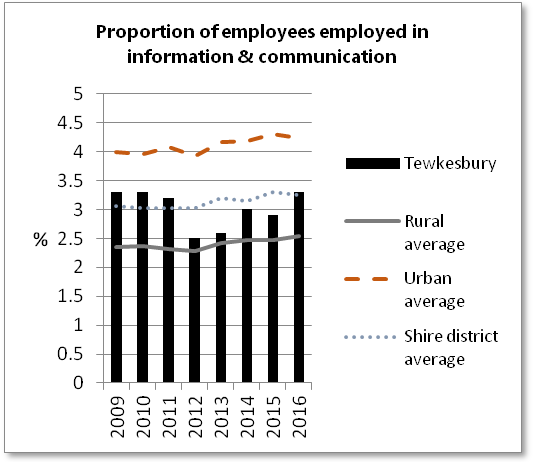 Proportion of employees employed in
information & communication
5
4.5
4
3.5
3
2.5
2
1.5
1
0.5
0
%
2009
2010
2011
2012
2013
2014
2015
2016
Tewkesbury
Rural
average
Urban
average
Shire district
average